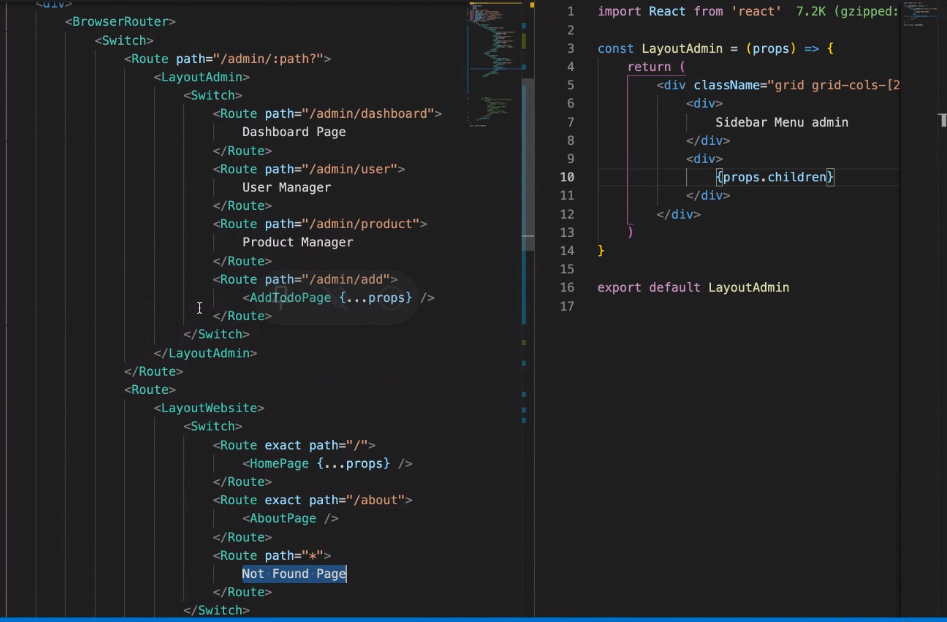 <div>
<BrowserRouter>
<Switch>
<Route path="/admin/:path?">
<LayoutAdmin>
<Switch>
<Route path="/admin/dashboard">
Dashboard Page
</Route>
<Route path="/admin/user">
User Manager
</Route>
<Route path="/admin/product">
Product Manager
</Route>
<Route path="/admin/add">
<AddTodoPage {...props} />
</Route>
</Switch>
</LayoutAdmin>
</Route>
<Route>
<LayoutWebsite>
<Switch>
<Route exact path="/">
<HomePage {...props} />
</Route>
<Route exact path="/about">
<AboutPage />
</Route>
<Route path="*">
Not Found Page
</Route>
</Switch>
1 import React from 'react' 7.2K (gzipped:
2
3 const LayoutAdmin = (props) => {
4 return (
5 <div className="grid grid-cols-[2
6 <div>
7 Sidebar Menu admin
8 </div>
9 <div>
10 {props.children}
11 </div>
12 </div>
13 )
14 }
15
16 export default LayoutAdmin
17